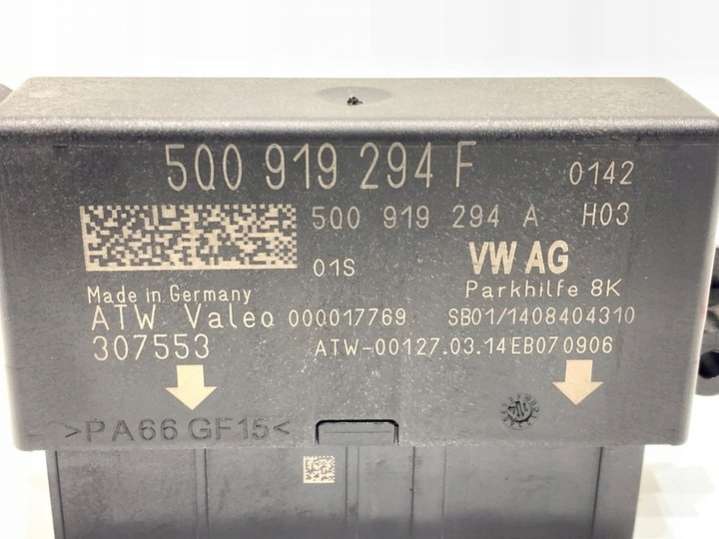 5Q0 919 294 F 0142
5Q0 919 294 A H03
01S VW AG
Made in Germany Parkhilfe 8K
ATW Valeo 000017769 SB01/1408404310
307553 ATW-00127.03.14EB070906
>PA66 GF15<